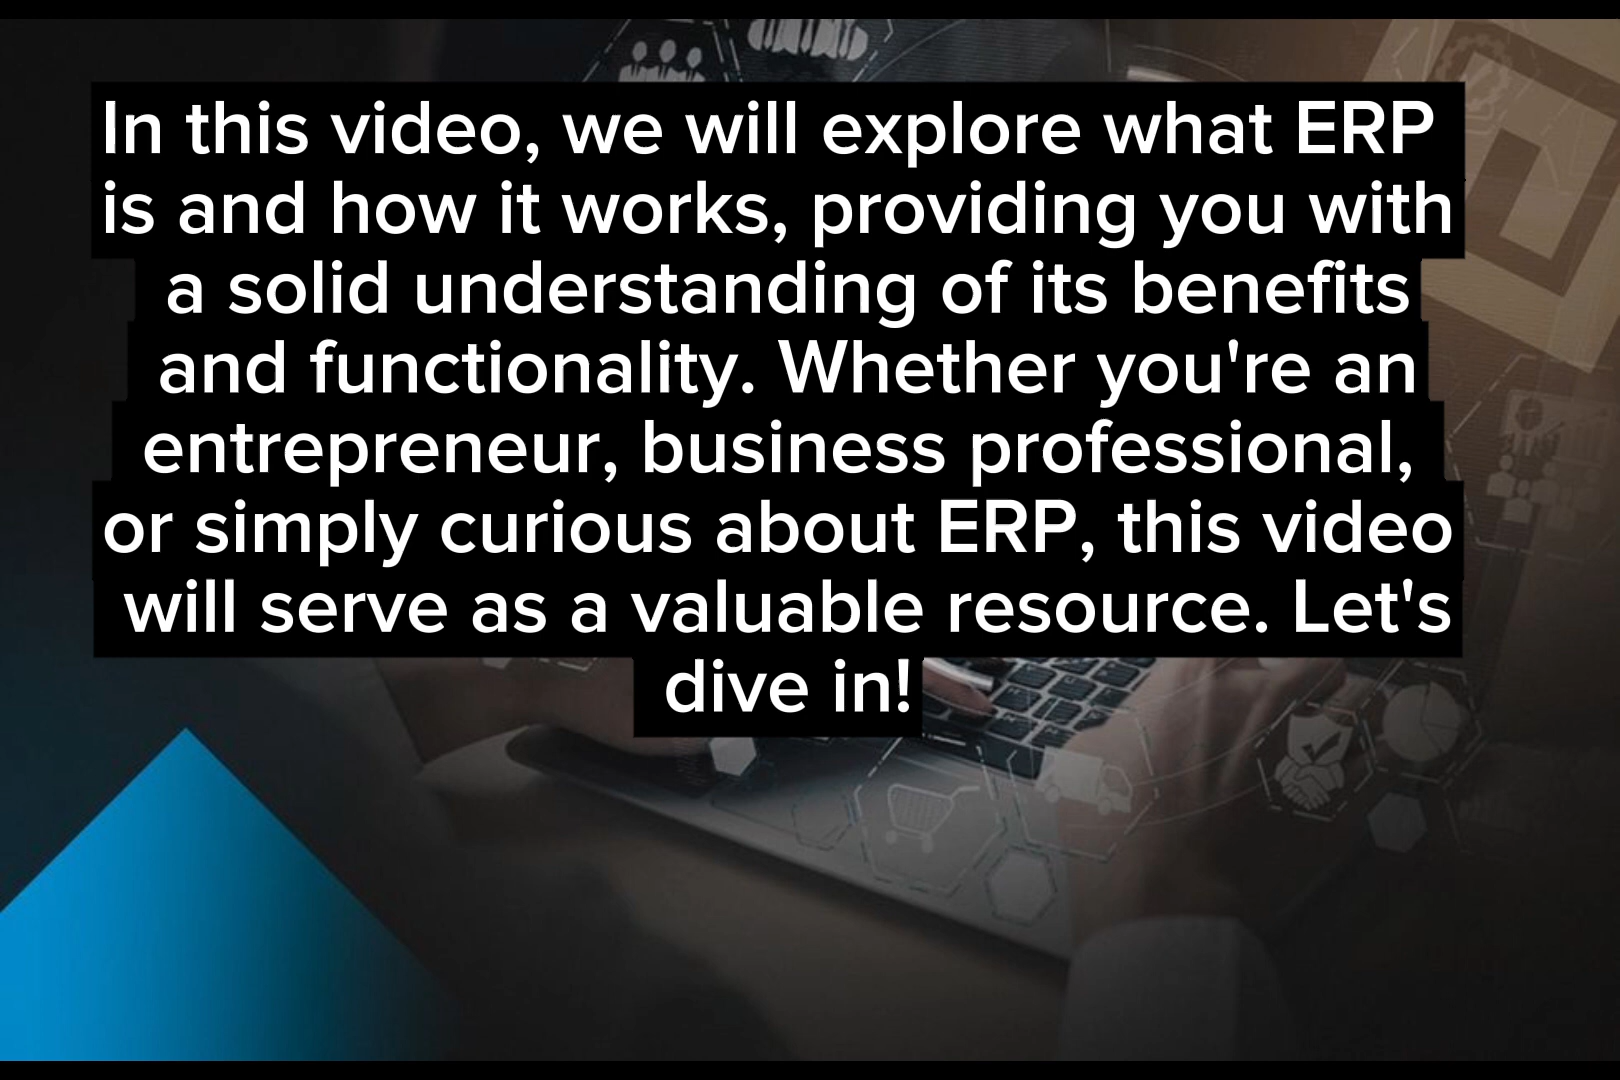 In this video, we will explore what ERP
is and how it works, providing you with
a solid understanding of its benefits
and functionality. Whether you're an
entrepreneur, business professional,
or simply curious about ERP, this video
will serve as a valuable resource. Let's
dive in!